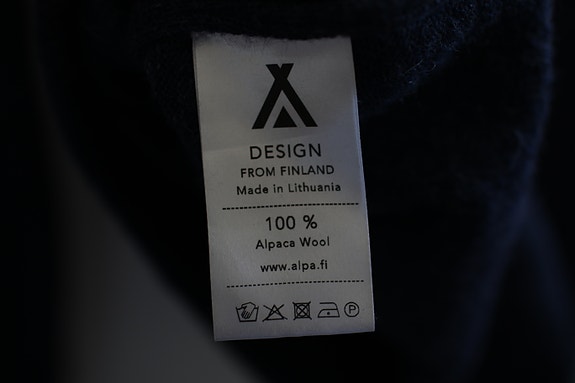 DESIGN
FROM FINLAND
Made in Lithuania
100 %
Alpaca Wool
www.alpa.fi
P